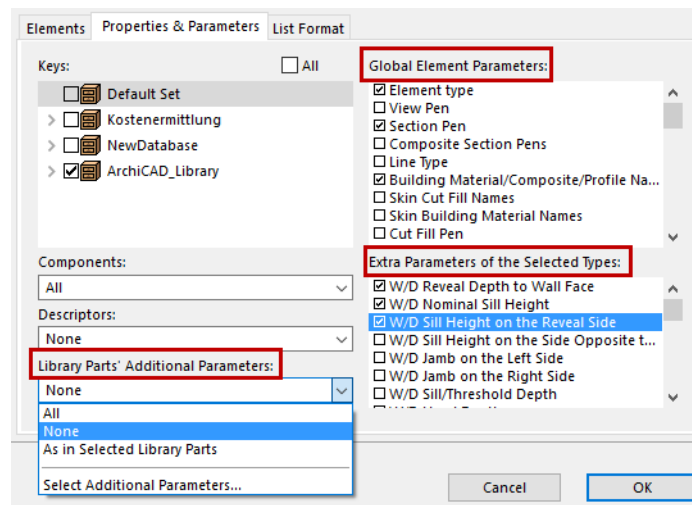 Elements Properties & Parameters List Format
Keys:
All
Default Set
Kostenermittlung
NewDatabase
ArchiCAD_Library
Components:
All
Descriptors:
None
Library Parts' Additional Parameters:
None
All
None
As in Selected Library Parts
Select Additional Parameters...
Global Element Parameters:
Element type
View Pen
Section Pen
Composite Section Pens
Line Type
Building Material/Composite/Profile Na...
Skin Cut Fill Names
Skin Building Material Names
Cut Fill Pen
Extra Parameters of the Selected Types:
W/D Reveal Depth to Wall Face
W/D Nominal Sill Height
W/D Sill Height on the Reveal Side
W/D Sill Height on the Side Opposite t...
W/D Jamb on the Left Side
W/D Jamb on the Right Side
W/D Sill/Threshold Depth
Cancel
OK